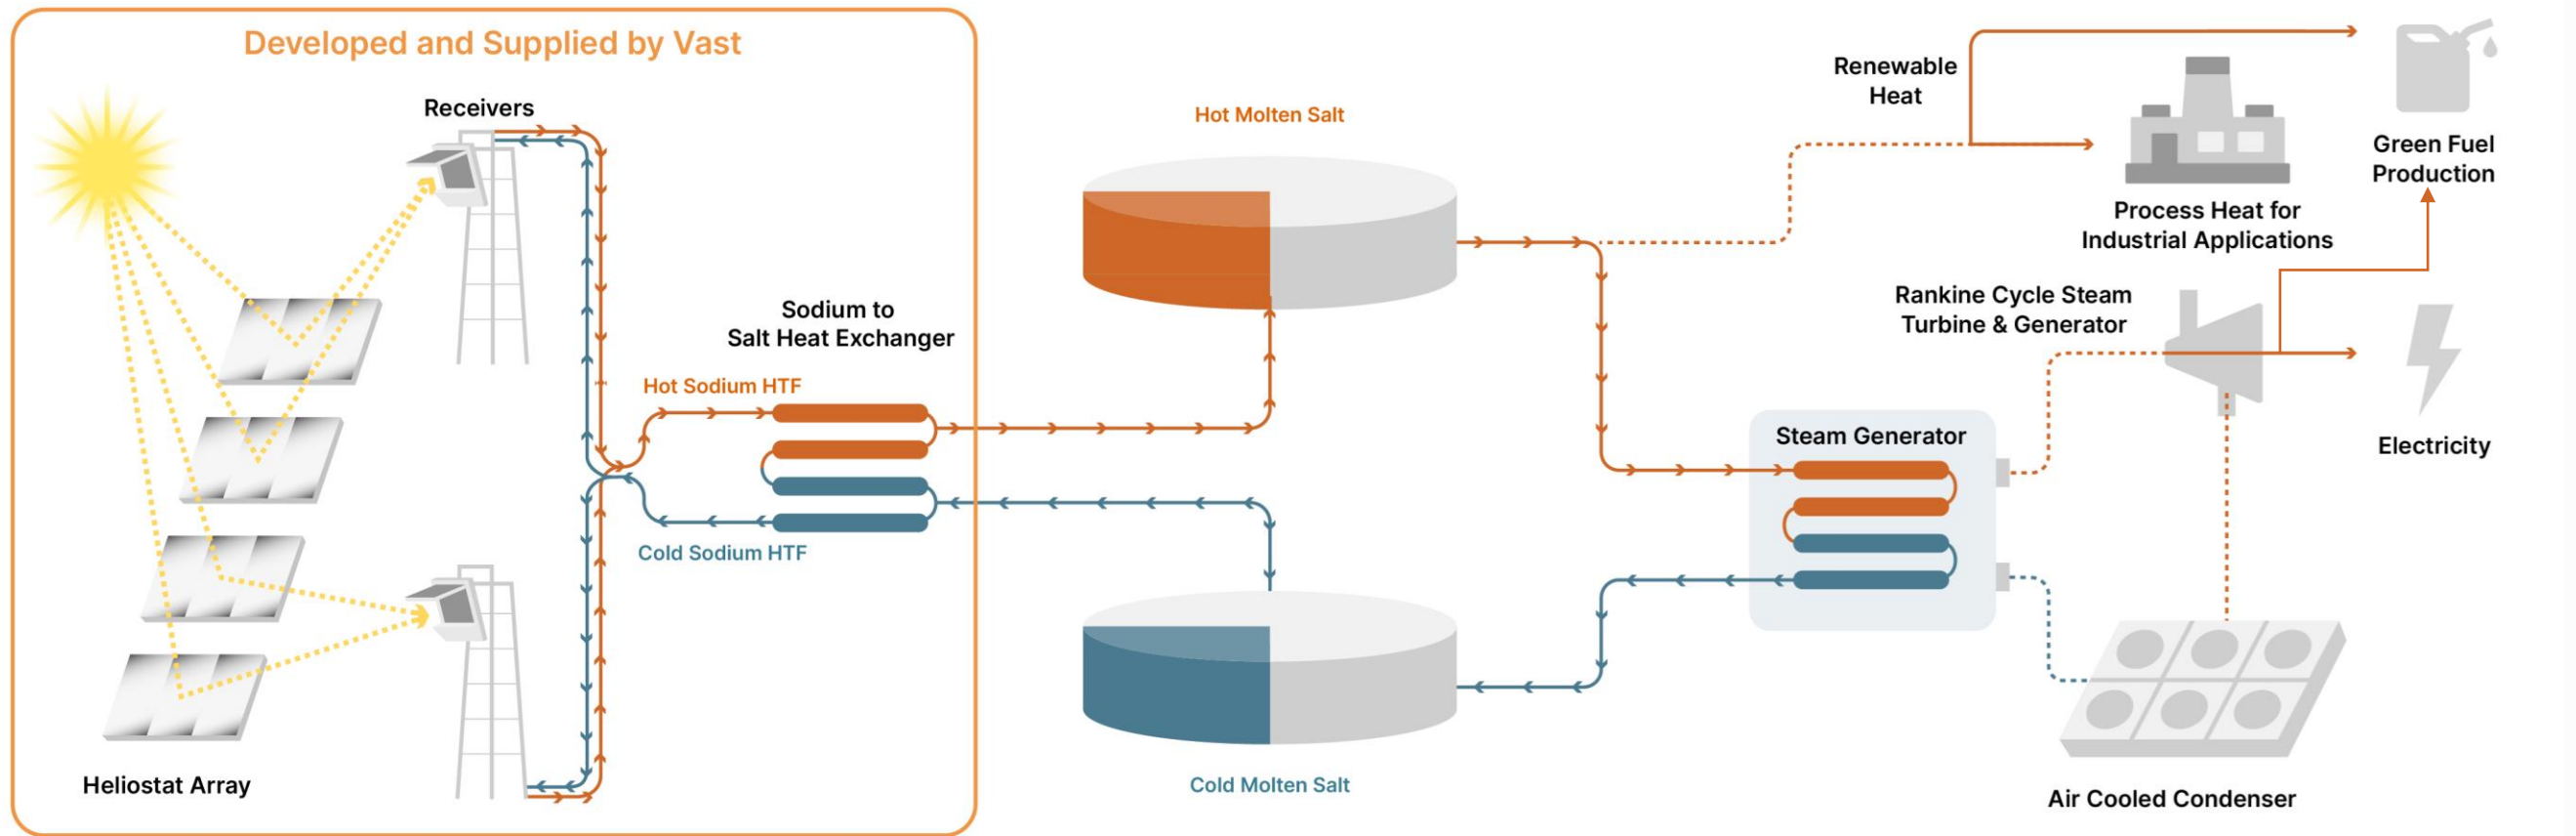 Developed and Supplied by Vast
Receivers
Heliostat Array
Sodium to
Salt Heat Exchanger
Hot Sodium HTF
Cold Sodium HTF
Hot Molten Salt
Cold Molten Salt
Renewable
Heat
Green Fuel
Production
Process Heat for
Industrial Applications
Rankine Cycle Steam
Turbine & Generator
Steam Generator
Electricity
Air Cooled Condenser